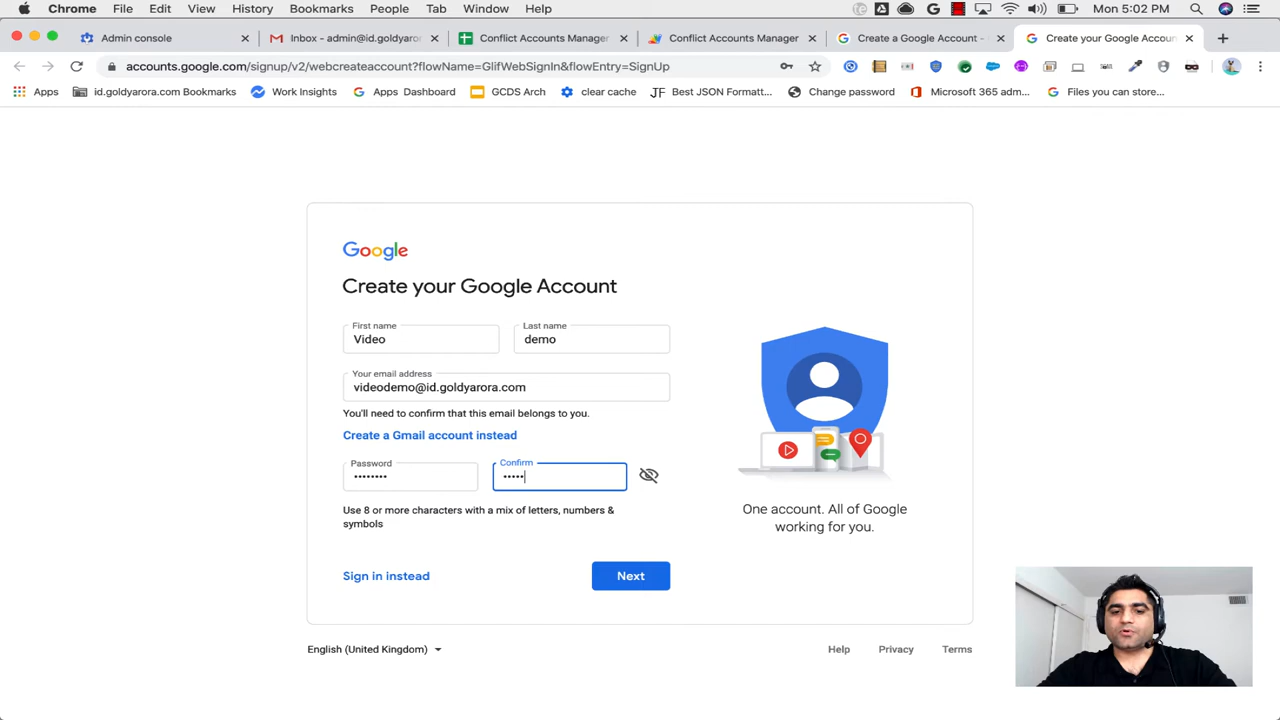 Chrome File Edit View History Bookmarks People Tab Window Help Mon 5:02 PM
Admin console
Inbox - admin@id.goldyaror
Conflict Accounts Manager
Conflict Accounts Manager
Create a Google Account -
Create your Google Accoun
accounts.google.com/signup/v2/webcreateaccount?flowName=GlifWebSignIn&flowEntry=SignUp
Apps id.goldyarora.com Bookmarks Work Insights Apps Dashboard GCDS Arch clear cache JF Best JSON Formatt... Change password Microsoft 365 adm... Files you can store...
Google
Create your Google Account
First name
Video
Last name
demo
Your email address
videodemo@id.goldyarora.com
You'll need to confirm that this email belongs to you.
Create a Gmail account instead
Password
••••••••
Confirm
•••••
Use 8 or more characters with a mix of letters, numbers &
symbols
Sign in instead
Next
One account. All of Google
working for you.
English (United Kingdom)
Help Privacy Terms